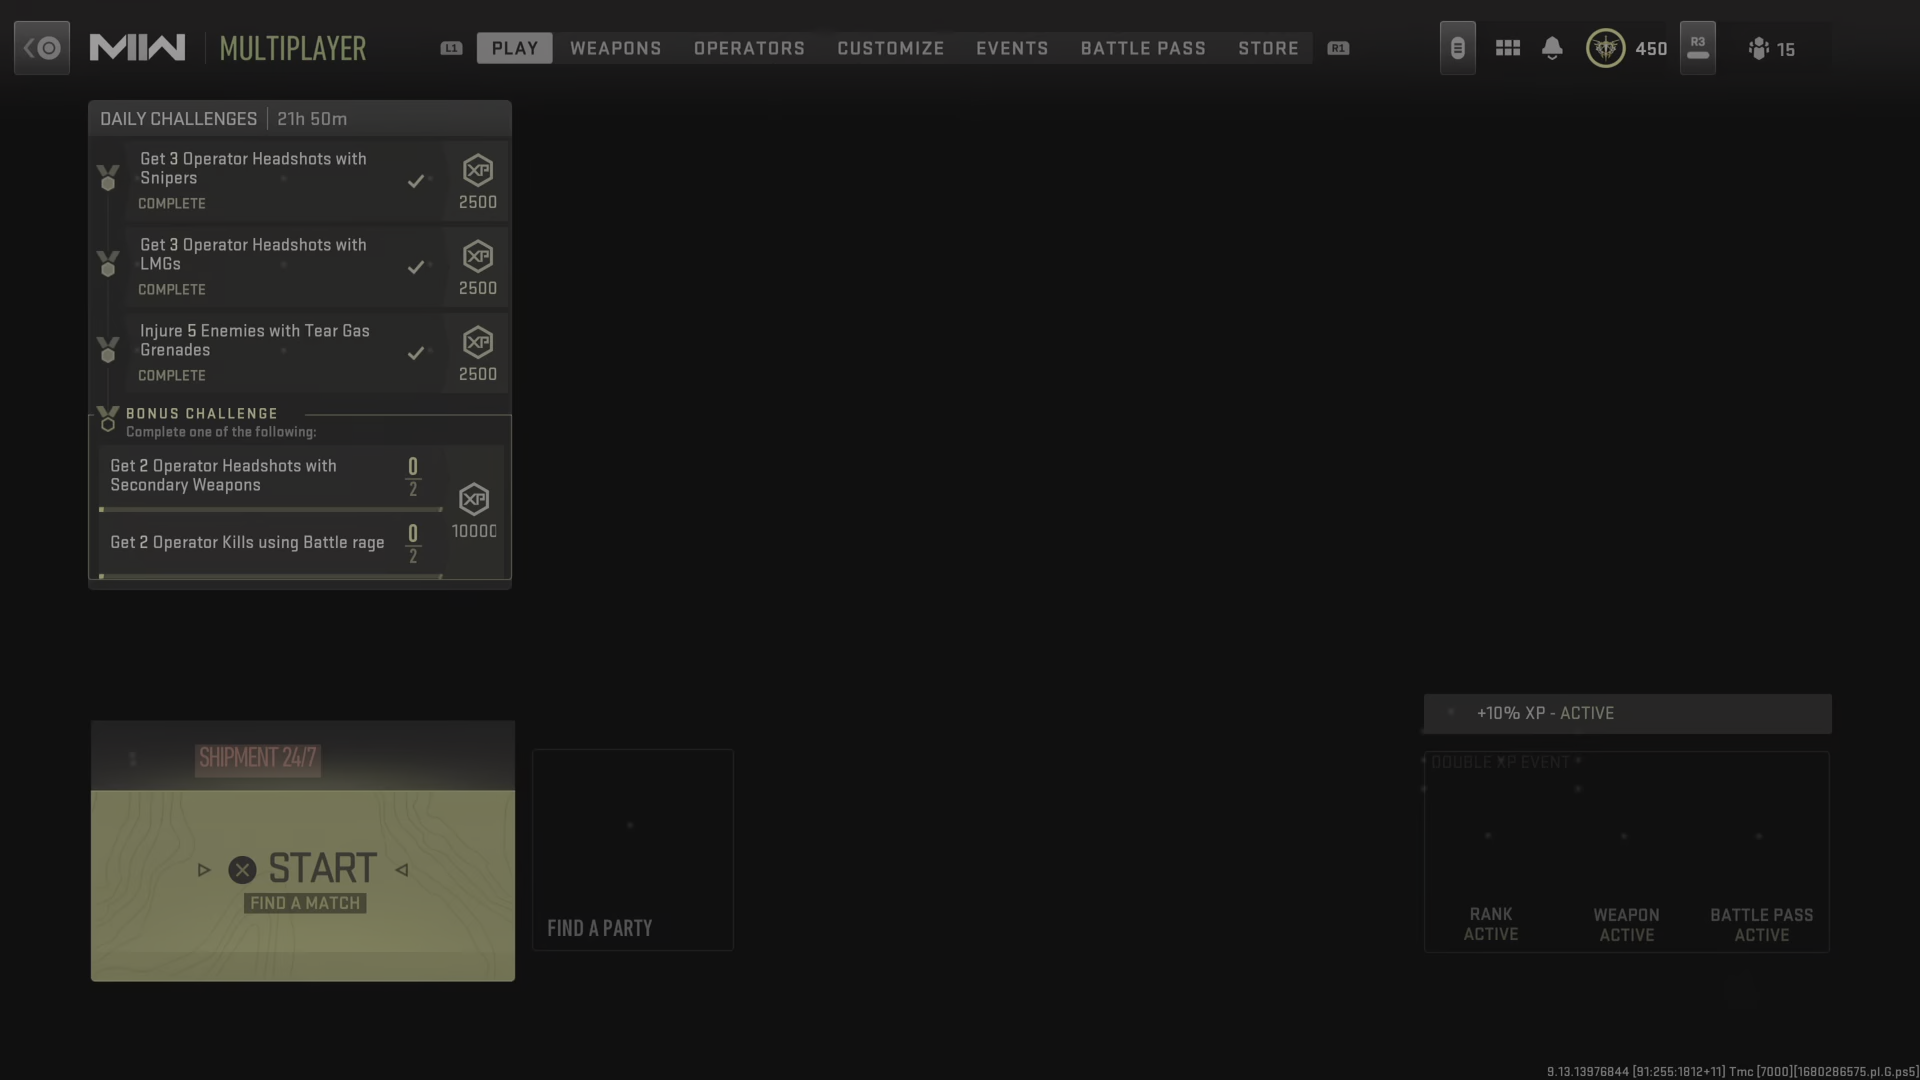 MW MULTIPLAYER
L1 PLAY WEAPONS OPERATORS CUSTOMIZE EVENTS BATTLE PASS STORE R1
450 R3 15
DAILY CHALLENGES 21h 50m
Get 3 Operator Headshots with
Snipers
COMPLETE
XP
2500
Get 3 Operator Headshots with
LMGs
COMPLETE
XP
2500
Injure 5 Enemies with Tear Gas
Grenades
COMPLETE
XP
2500
BONUS CHALLENGE
Complete one of the following:
Get 2 Operator Headshots with
Secondary Weapons
0
2
Get 2 Operator Kills using Battle rage
0
2
XP
10000
SHIPMENT 24/7
START
FIND A MATCH
FIND A PARTY
+10% XP - ACTIVE
DOUBLE XP EVENT
RANK
ACTIVE
WEAPON
ACTIVE
BATTLE PASS
ACTIVE
9.13.13976844 [91:255:1812+11] Tmc [7000][1680286575.pl.G.ps5]